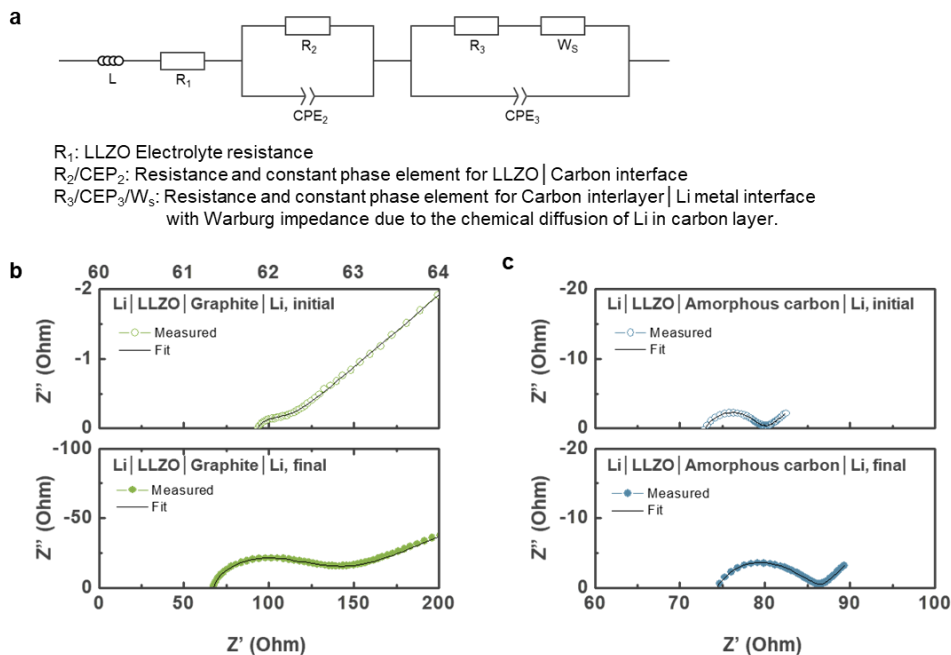 a
L
R₁
R₂
CPE₂
R₃
Wₛ
CPE₃
R₁: LLZO Electrolyte resistance
R₂/CEP₂: Resistance and constant phase element for LLZO│Carbon interface
R₃/CEP₃/Wₛ: Resistance and constant phase element for Carbon interlayer│Li metal interface
with Warburg impedance due to the chemical diffusion of Li in carbon layer.
b
60 61 62 63 64
-2
-1
0
Z” (Ohm)
Li│LLZO│Graphite│Li, initial
Measured
Fit
-100
-50
0
Z” (Ohm)
Li│LLZO│Graphite│Li, final
Measured
Fit
0 50 100 150 200
Z’ (Ohm)
c
-20
-10
0
Z” (Ohm)
Li│LLZO│Amorphous carbon│Li, initial
Measured
Fit
-20
-10
0
Z” (Ohm)
Li│LLZO│Amorphous carbon│Li, final
Measured
Fit
60 70 80 90 100
Z’ (Ohm)